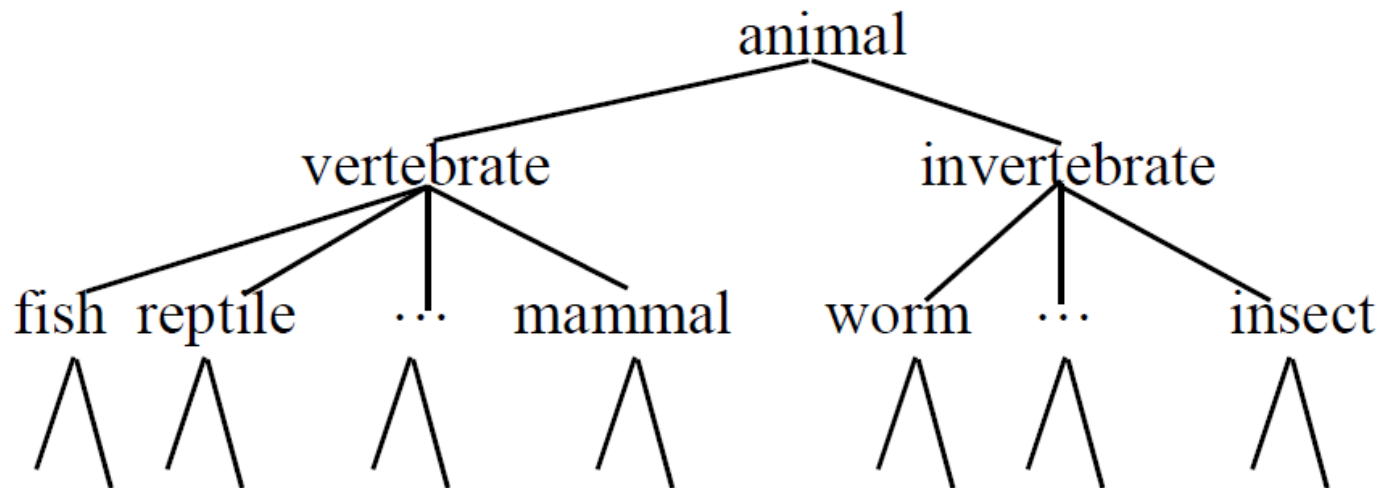 animal
vertebrate invertebrate
fish reptile ... mammal worm ... insect